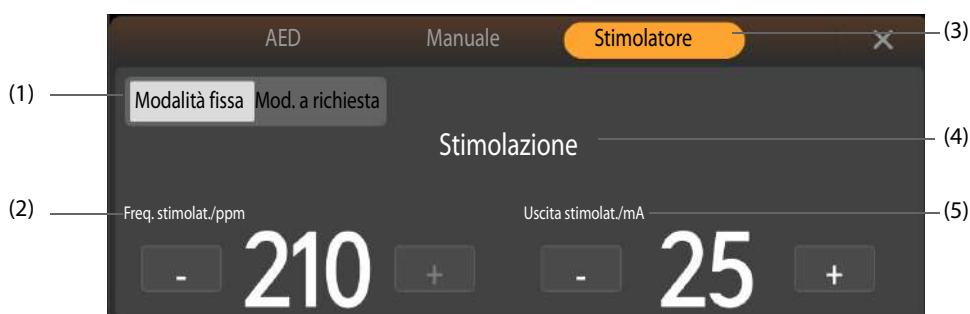 AED Manuale Stimolatore × (3)
(1) Modalità fissa Mod. a richiesta
Stimolazione (4)
(2) Freq. stimolat./ppm Uscita stimolat./mA (5)
- 210 + - 25 +